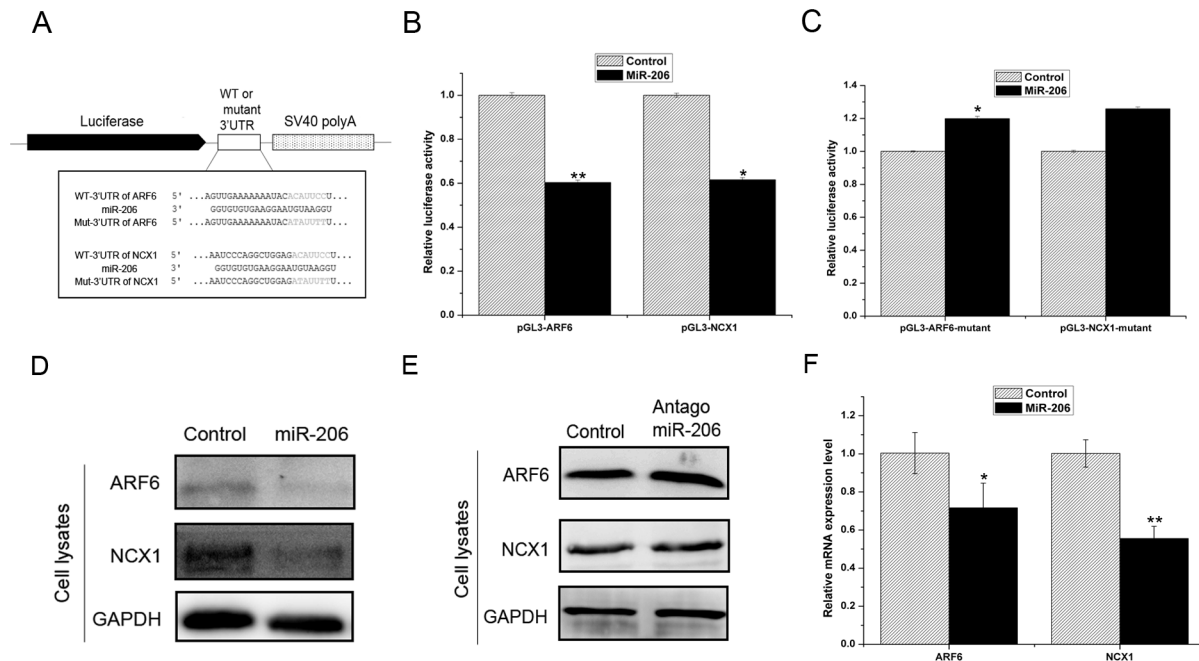 A
Luciferase
WT or
mutant
3'UTR
SV40 polyA
WT-3'UTR of ARF6 5' ...AGUUGAAAAAAAUACACAUUCCU...
miR-206 3' GGUGUGUGAAGGAAUGUAAGGU
Mut-3'UTR of ARF6 5' ...AGUUGAAAAAAAUACATAUUTTU...
WT-3'UTR of NCX1 5' ...AAUCCCAGGCUGGAGACAUUCCU...
miR-206 3' GGUGUGUGAAGGAAUGUAAGGU
Mut-3'UTR of NCX1 5' ...AAUCCCAGGCUGGAGATAUUTTU...
B
Control
MiR-206
Relative luciferase activity
1.0
0.8
0.6
0.4
0.2
0.0
**
*
pGL3-ARF6
pGL3-NCX1
C
Control
MiR-206
Relative luciferase activity
1.4
1.2
1.0
0.8
0.6
0.4
0.2
0.0
*
pGL3-ARF6-mutant
pGL3-NCX1-mutant
D
Control
miR-206
Cell lysates
ARF6
NCX1
GAPDH
E
Control
Antago
miR-206
Cell lysates
ARF6
NCX1
GAPDH
F
Control
MiR-206
Relative mRNA expression level
1.2
1.0
0.8
0.6
0.4
0.2
0.0
*
**
ARF6
NCX1